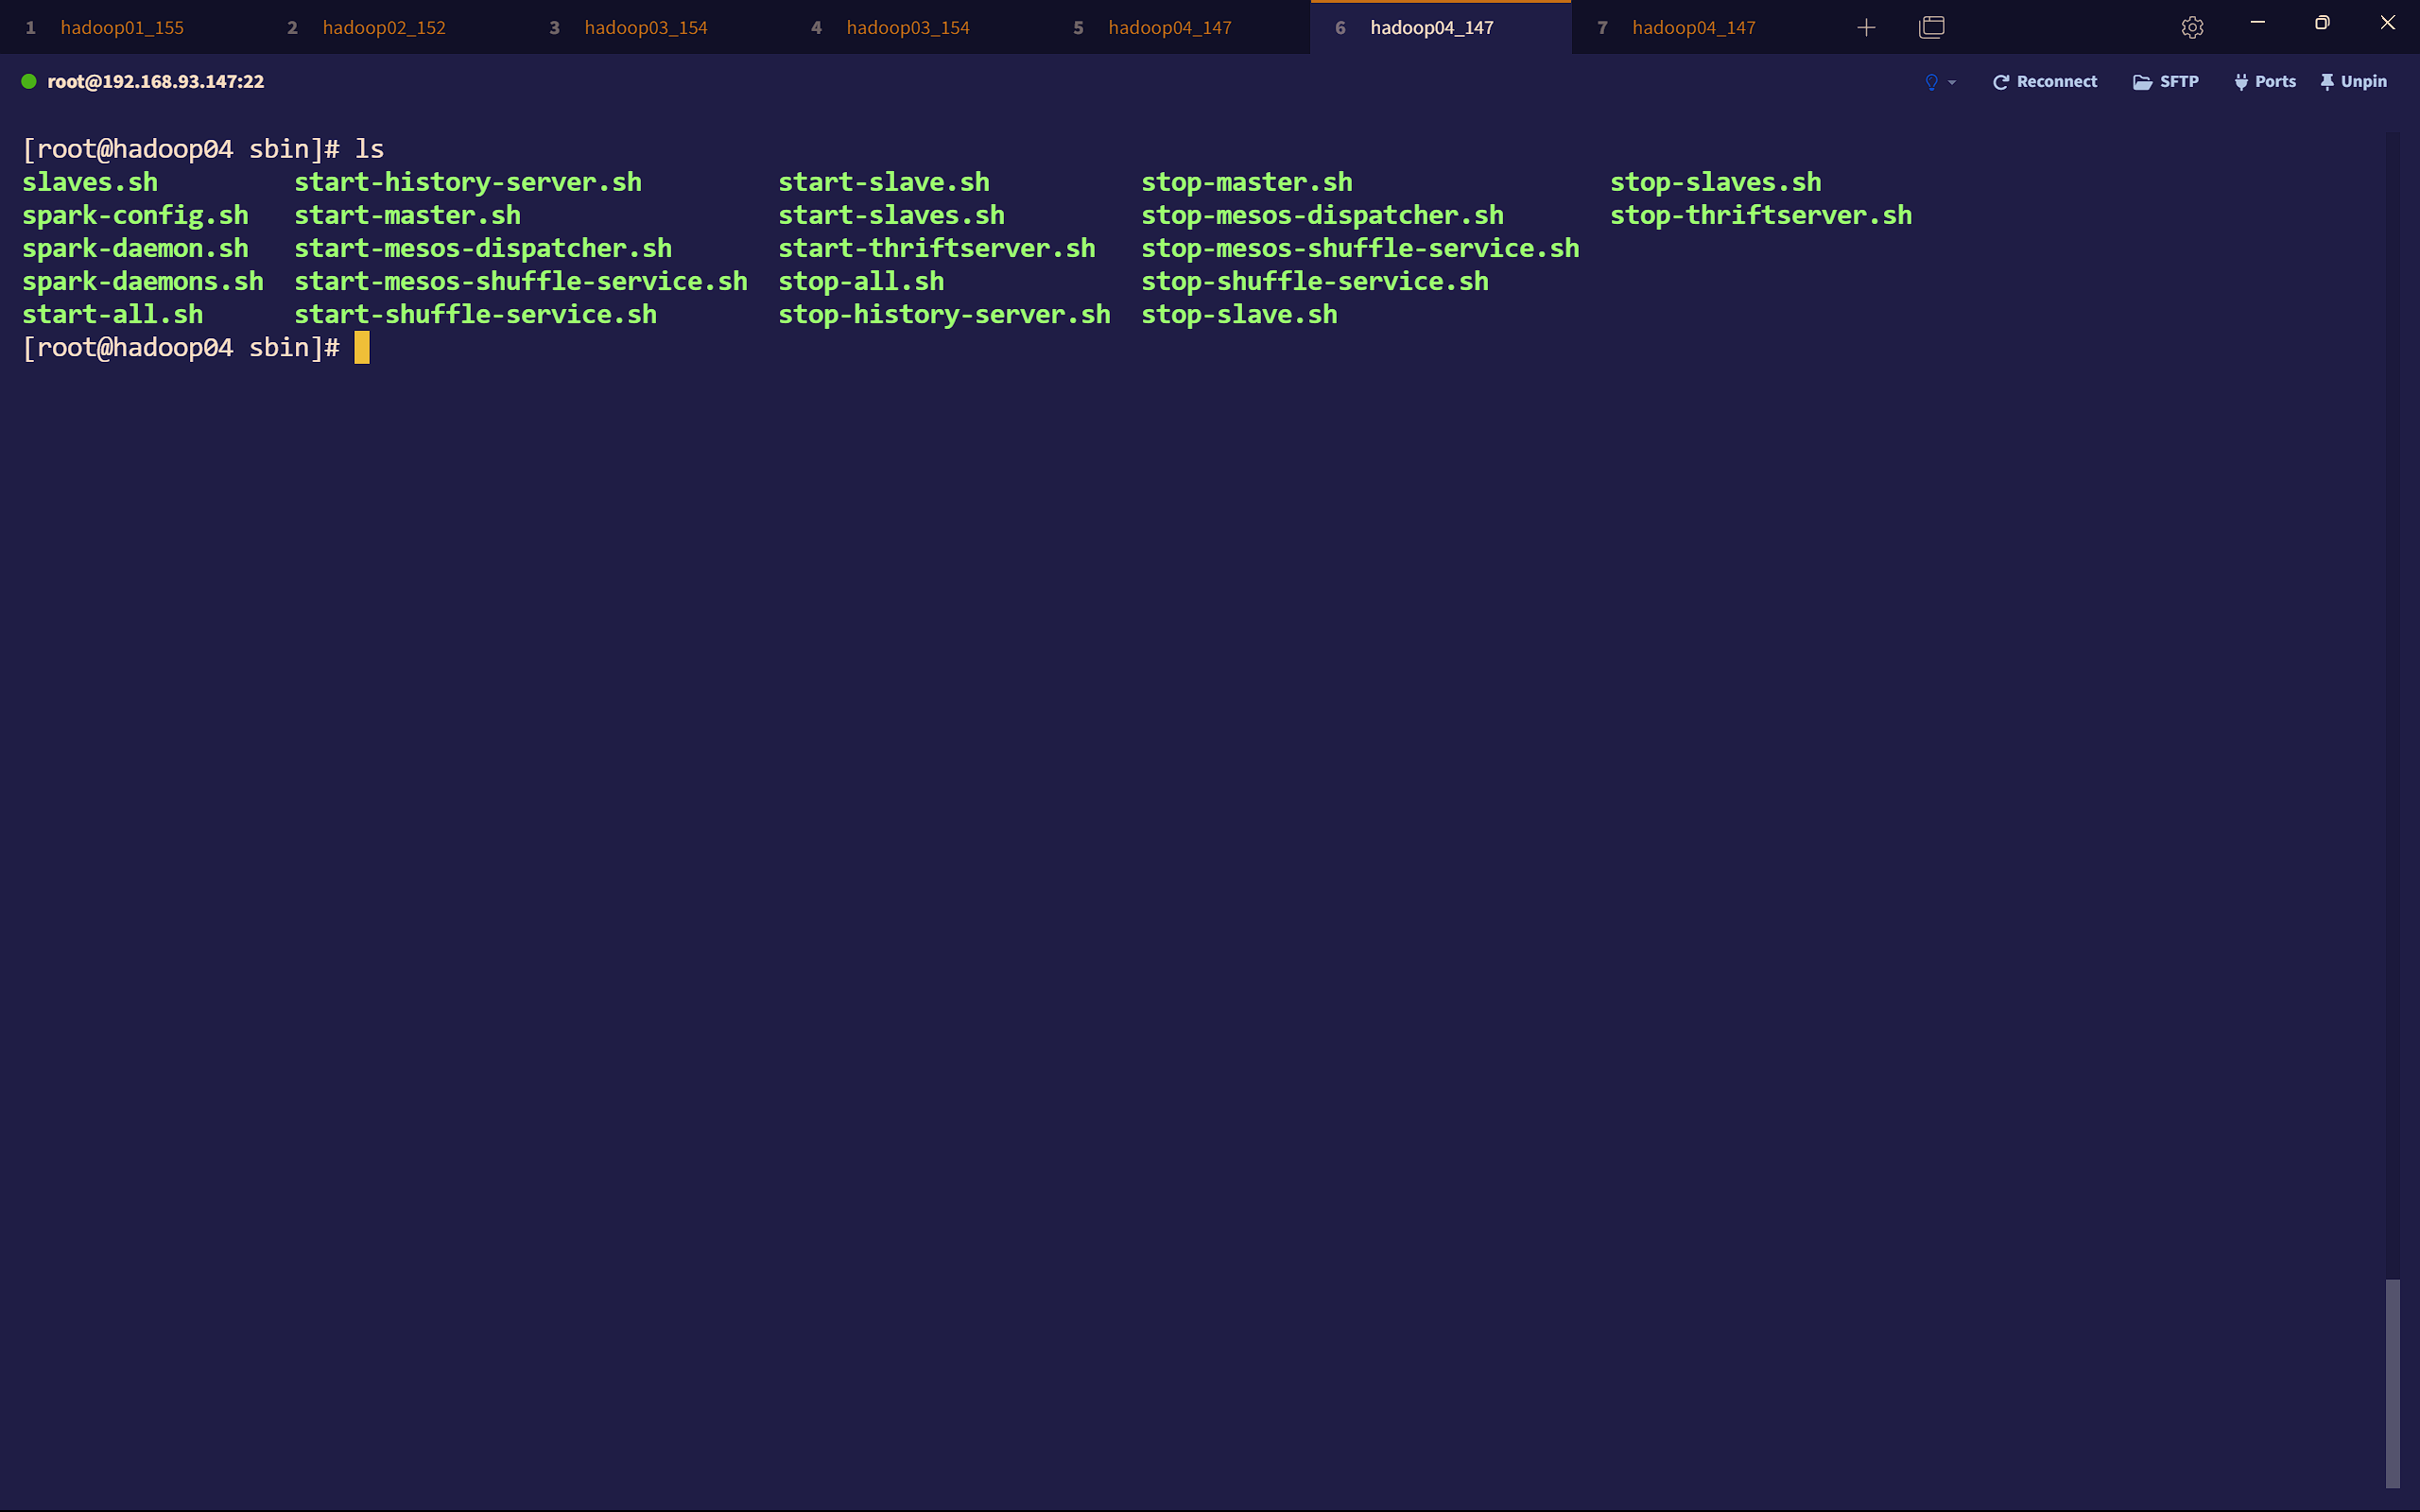 1 hadoop01_155 2 hadoop02_152 3 hadoop03_154 4 hadoop03_154 5 hadoop04_147 6 hadoop04_147 7 hadoop04_147
root@192.168.93.147:22 Reconnect SFTP Ports Unpin
[root@hadoop04 sbin]# ls
slaves.sh start-history-server.sh start-slave.sh stop-master.sh stop-slaves.sh
spark-config.sh start-master.sh start-slaves.sh stop-mesos-dispatcher.sh stop-thriftserver.sh
spark-daemon.sh start-mesos-dispatcher.sh start-thriftserver.sh stop-mesos-shuffle-service.sh
spark-daemons.sh start-mesos-shuffle-service.sh stop-all.sh stop-shuffle-service.sh
start-all.sh start-shuffle-service.sh stop-history-server.sh stop-slave.sh
[root@hadoop04 sbin]#